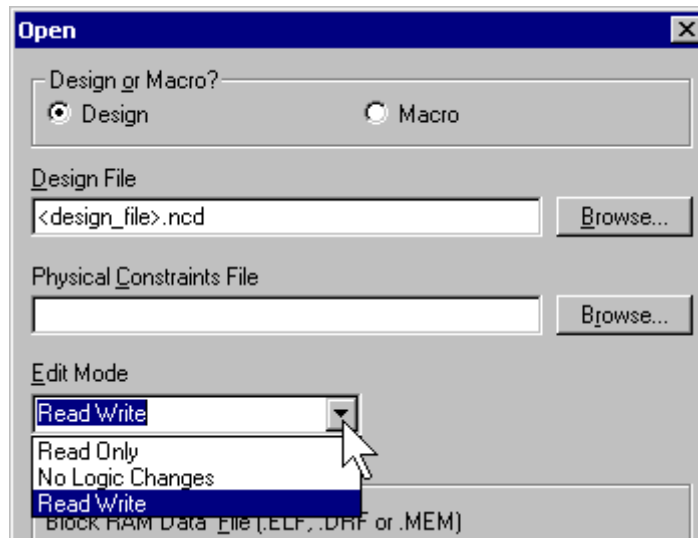 Open
Design or Macro?
Design Macro
Design File
<design_file>.ncd Browse...
Physical Constraints File
Browse...
Edit Mode
Read Write
Read Only
No Logic Changes
Read Write
Block RAM Data File (.ELF, .DRF or .MEM)